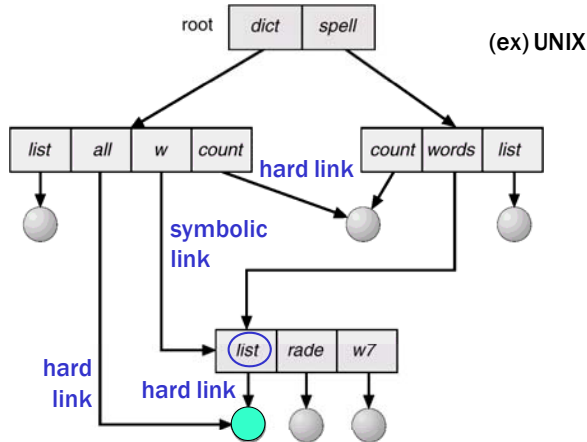 root dict spell
(ex) UNIX
list all w count
count words list
hard link
symbolic
link
list rade w7
hard
link
hard link